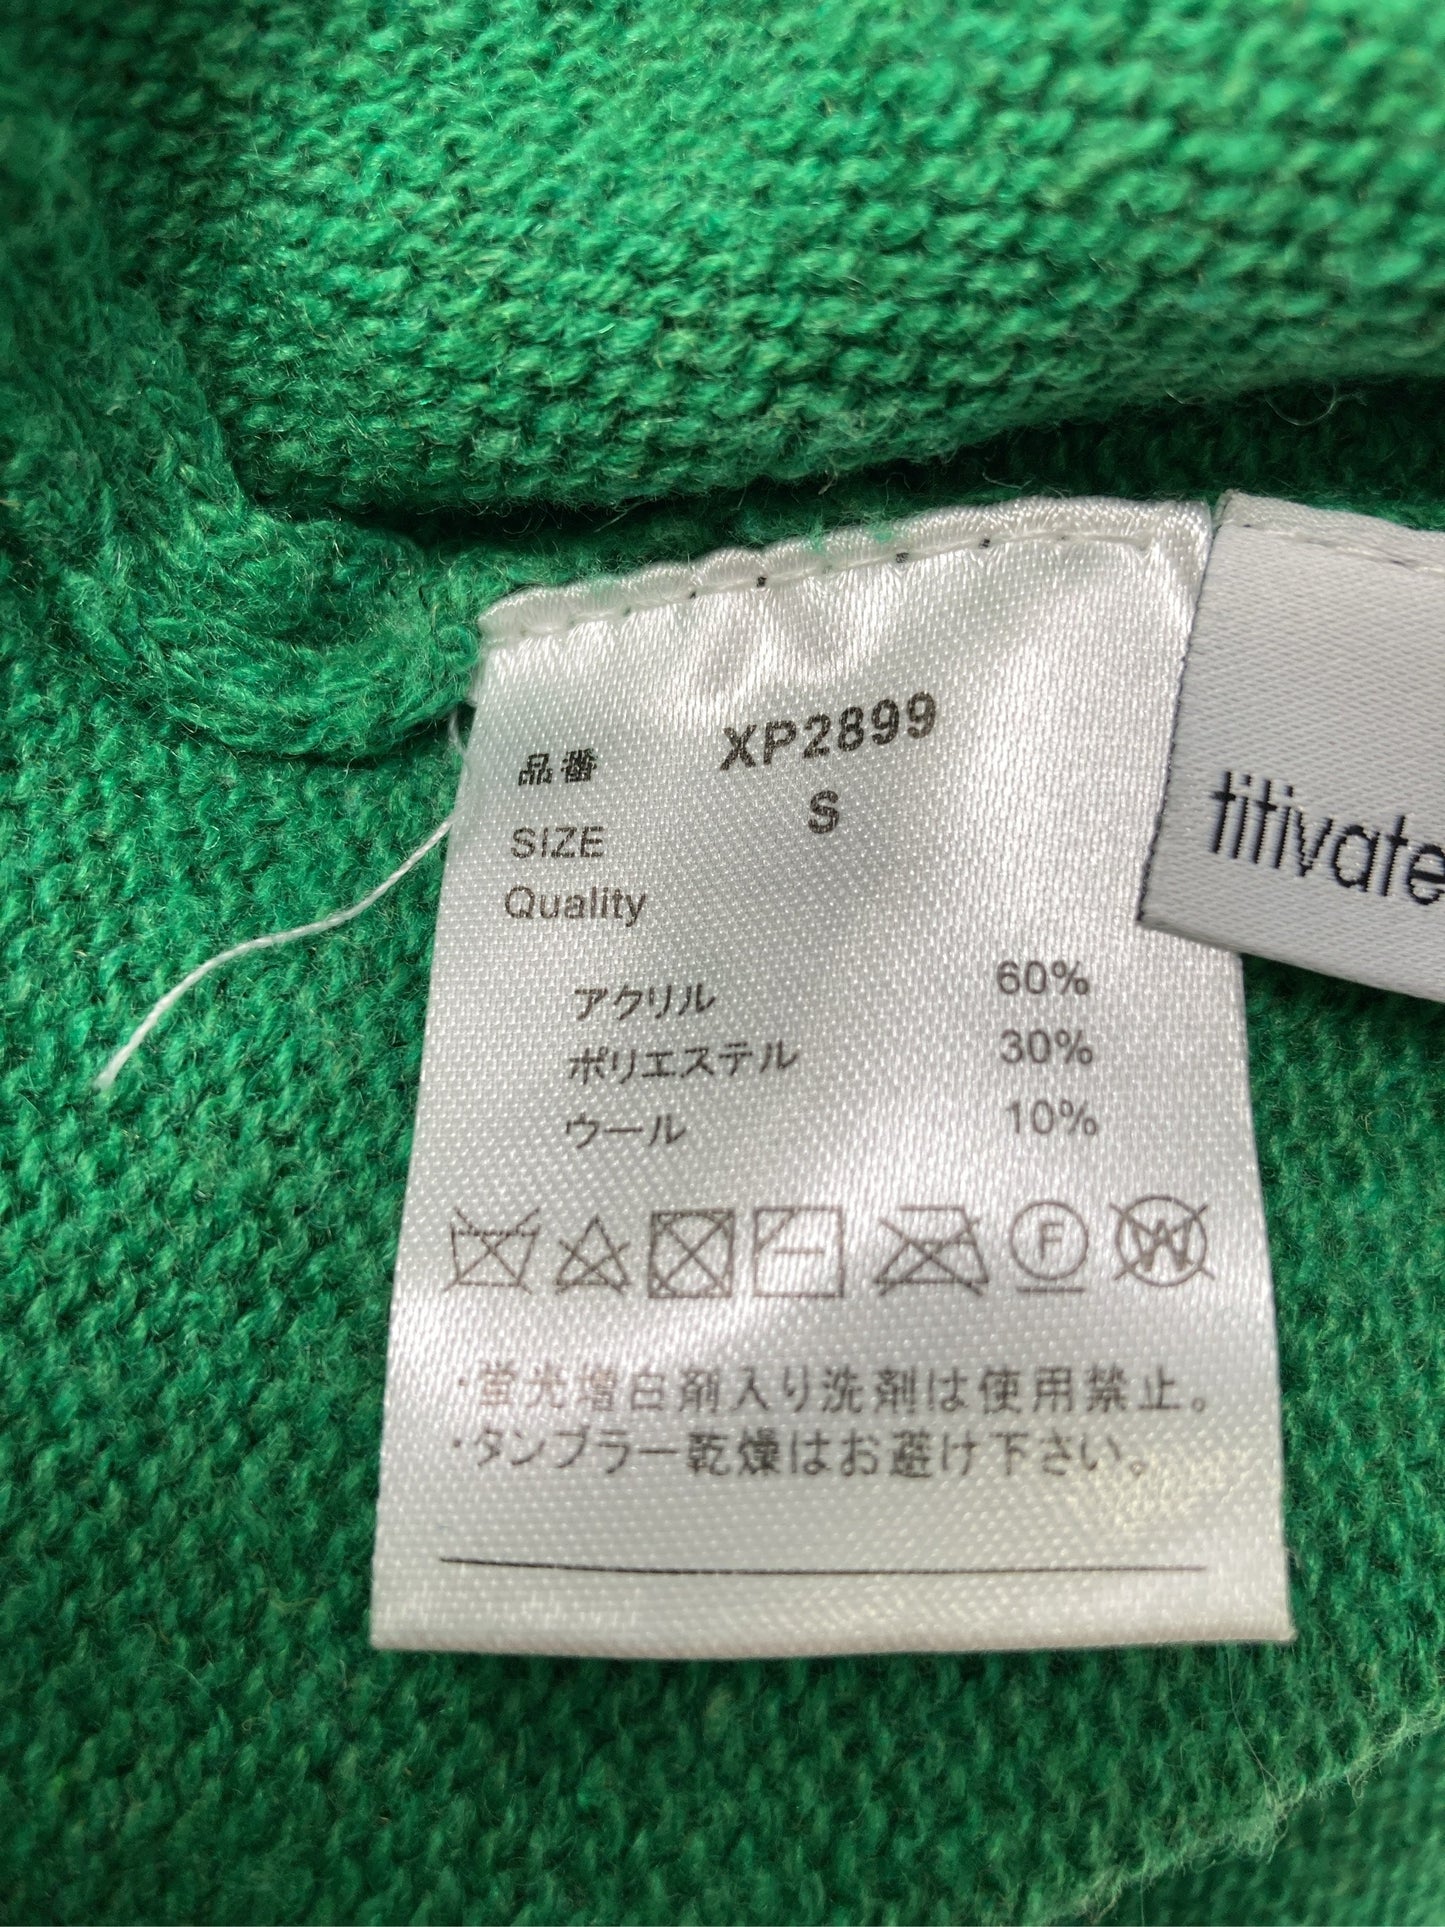 品番 XP2899
SIZE S
Quality
アクリル 60%
ポリエステル 30%
ウール 10%
F
W
・蛍光増白剤入り洗剤は使用禁止。
・タンブラー乾燥はお避け下さい。
titivate